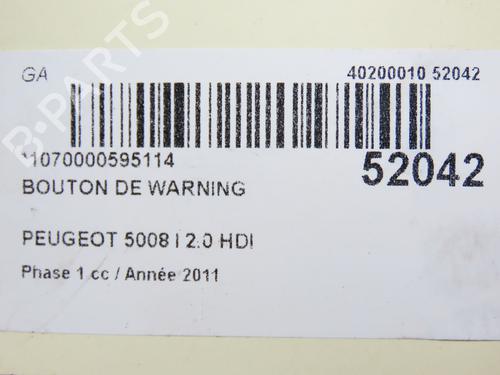 GA
40200010 52042
*1070000595114
52042
BOUTON DE WARNING
PEUGEOT 5008 I 2.0 HDI
Phase 1 cc / Année 2011
B-PARTS